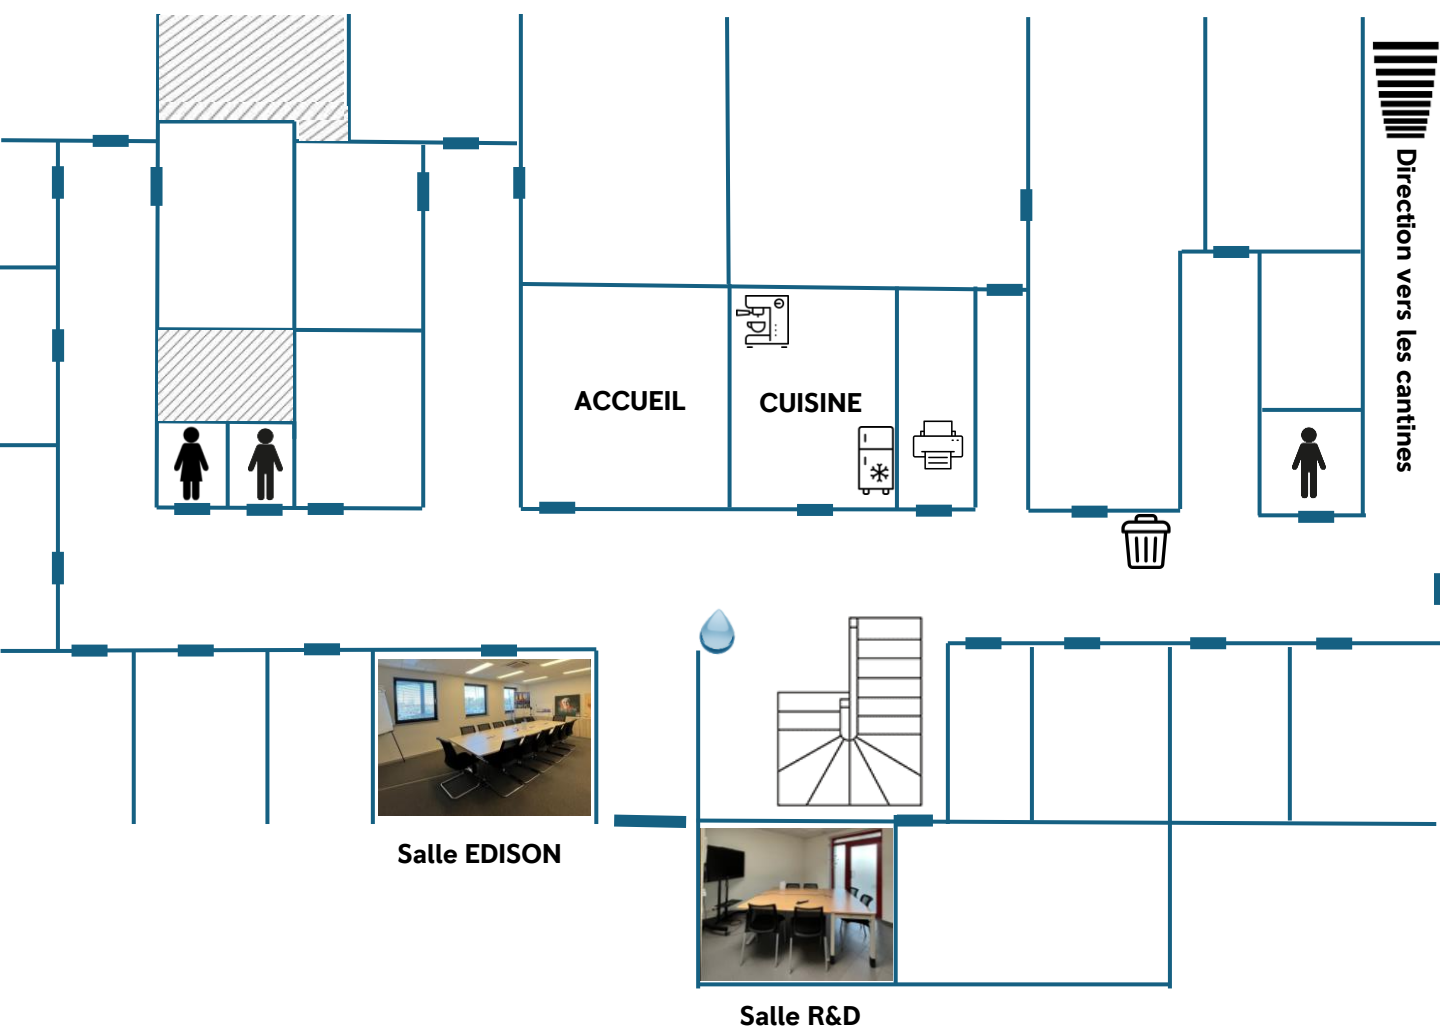 Direction vers les cantines
ACCUEIL
CUISINE
Salle EDISON
Salle R&D